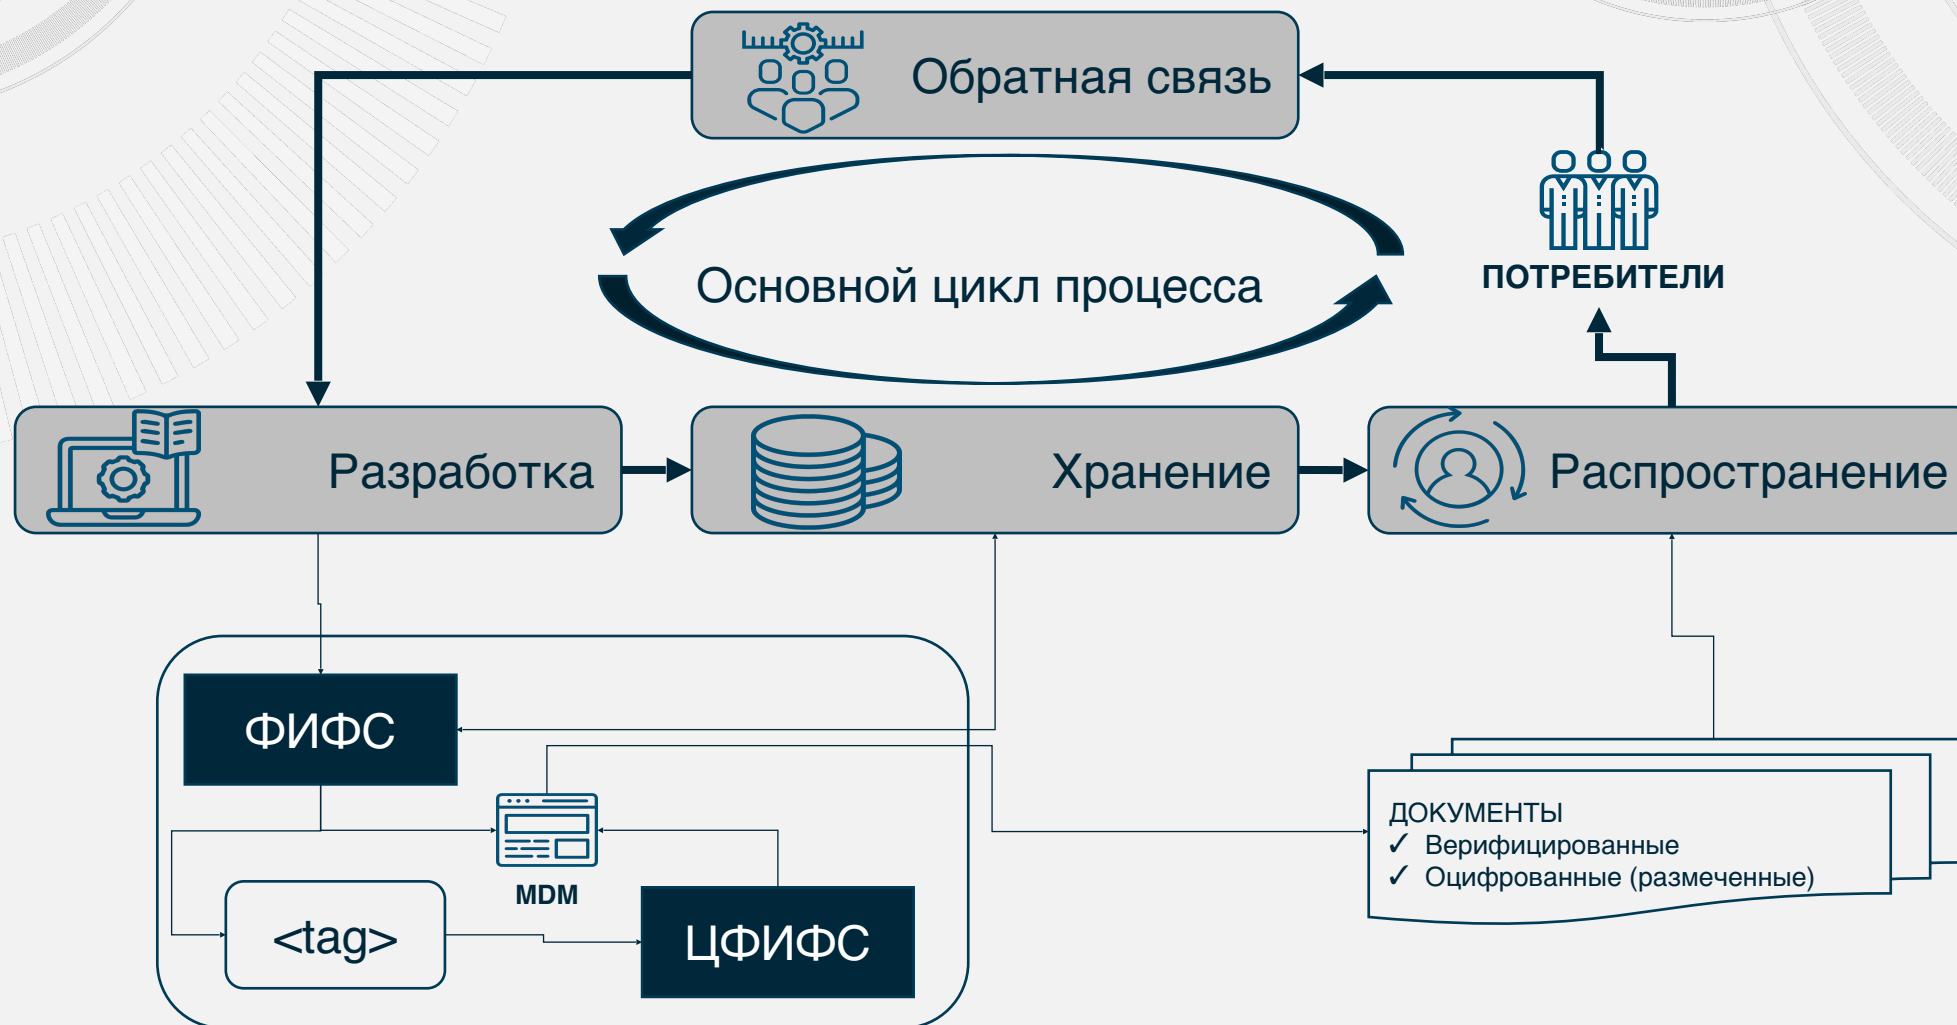 Обратная связь
Основной цикл процесса
ПОТРЕБИТЕЛИ
Разработка
Хранение
Распространение
ФИФС
MDM
<tag>
ЦФИФС
ДОКУМЕНТЫ
✓ Верифицированные
✓ Оцифрованные (размеченные)